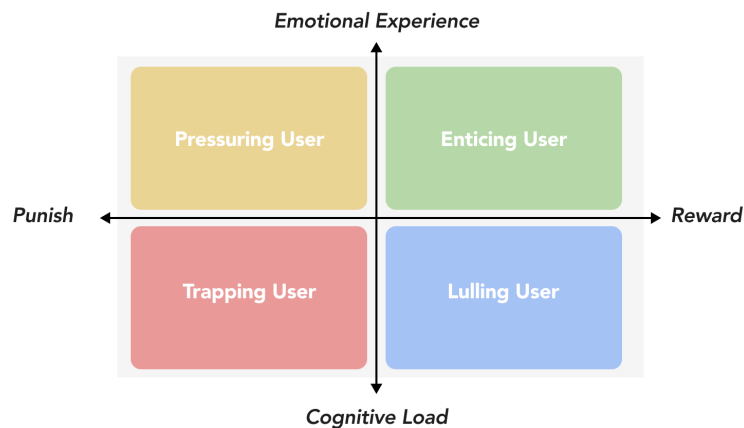 Emotional Experience
Pressuring User
Enticing User
Punish
Reward
Trapping User
Lulling User
Cognitive Load